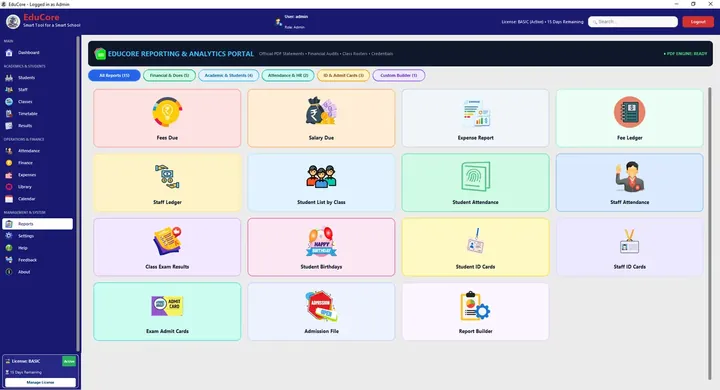 EduCore - Logged in as Admin
EduCore
Smart Tool for a Smart School
User: admin
Role: Admin
License: BASIC (Active) • 15 Days Remaining
Search...
Logout
MAIN
Dashboard
ACADEMICS & STUDENTS
Students
Staff
Classes
Timetable
Results
OPERATIONS & FINANCE
Attendance
Finance
Expenses
Library
Calendar
MANAGEMENT & SYSTEM
Reports
Settings
Help
Feedback
About
License: BASIC
Active
15 Days Remaining
Manage License
EDUCORE REPORTING & ANALYTICS PORTAL
Official PDF Statements • Financial Audits • Class Rosters • Credentials
• PDF ENGINE: READY
All Reports (15)
Financial & Dues (5)
Academic & Students (4)
Attendance & HR (2)
ID & Admit Cards (3)
Custom Builder (1)
Fees Due
Salary Due
Expense Report
Fee Ledger
Staff Ledger
Student List by Class
Student Attendance
Staff Attendance
Class Exam Results
HAPPY
BIRTHDAY
Student Birthdays
Student ID Cards
Staff ID Cards
ADMIT
CARD
Exam Admit Cards
ADMISSION
Admission File
Report Builder